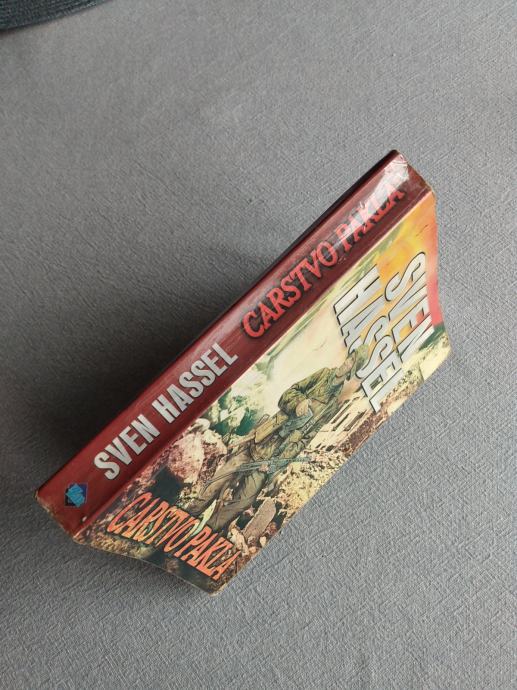 SVEN HASSEL CARSTVO PAKLA
SVEN
HASSEL
CARSTVO PAKLA